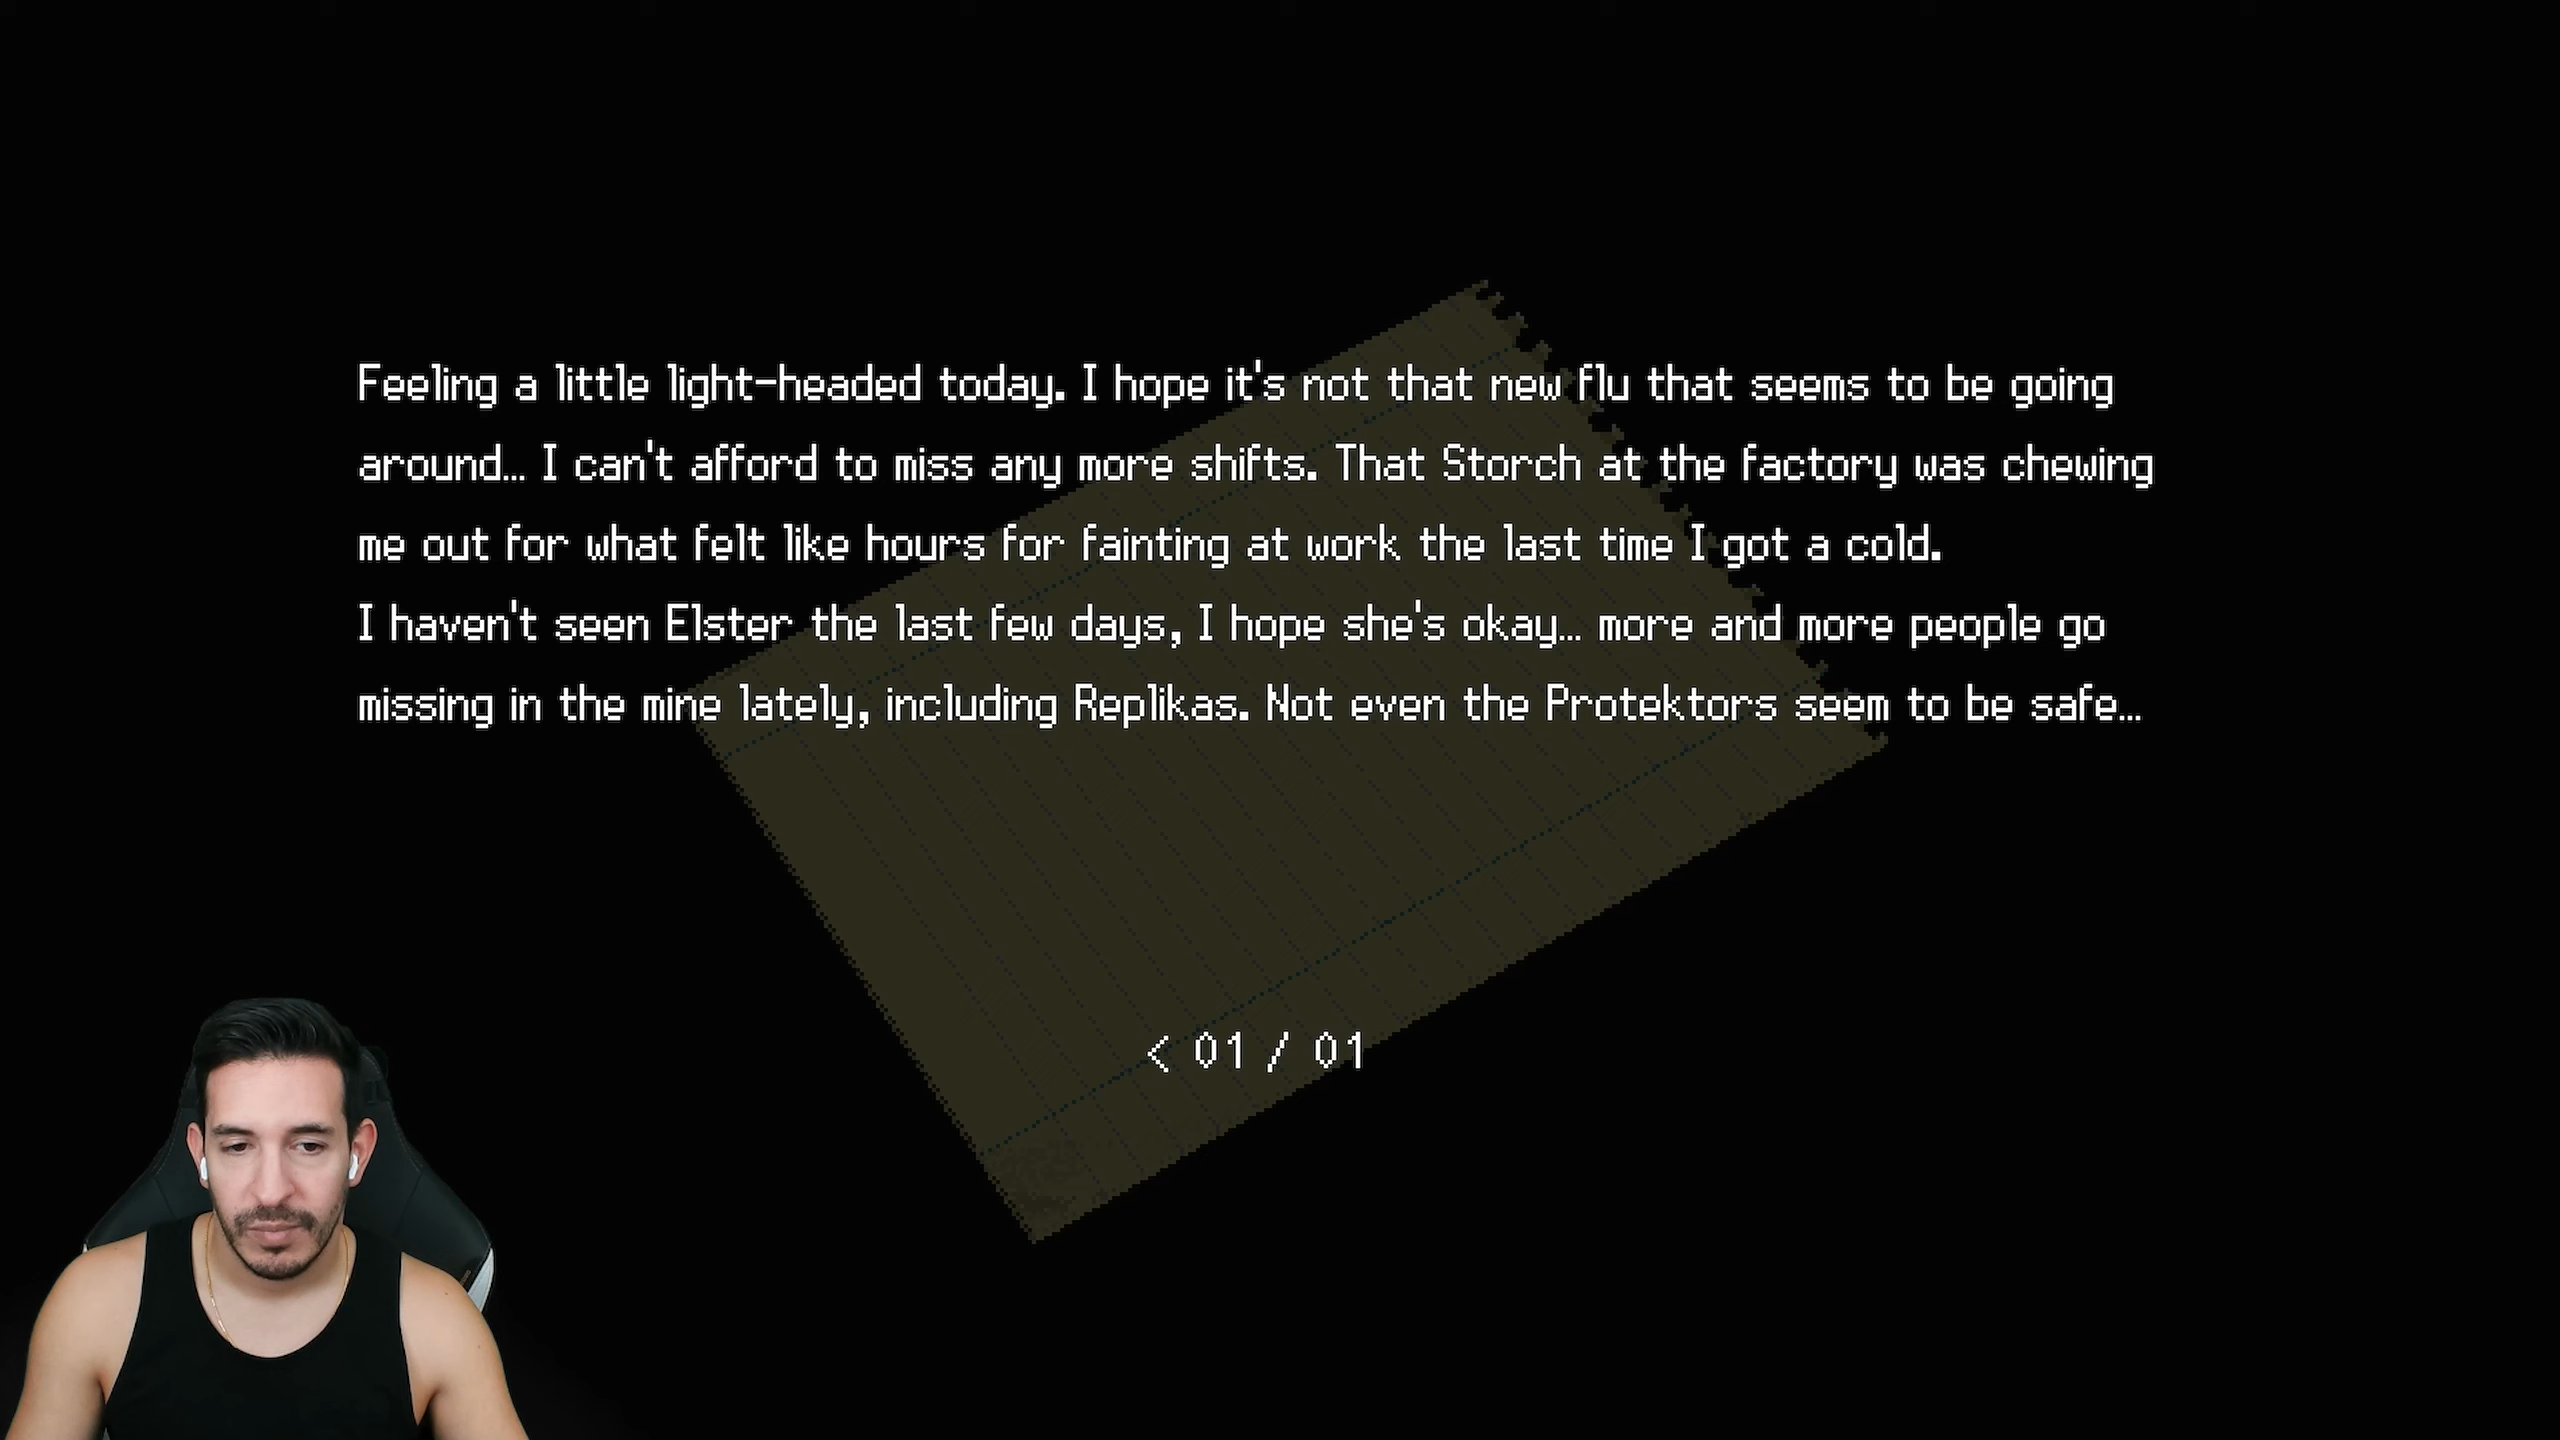 Feeling a little light-headed today. I hope it's not that new flu that seems to be going
around... I can't afford to miss any more shifts. That Storch at the factory was chewing
me out for what felt like hours for fainting at work the last time I got a cold.
I haven't seen Elster the last few days, I hope she's okay... more and more people go
missing in the mine lately, including Replikas. Not even the Protektors seem to be safe...
< 01 / 01